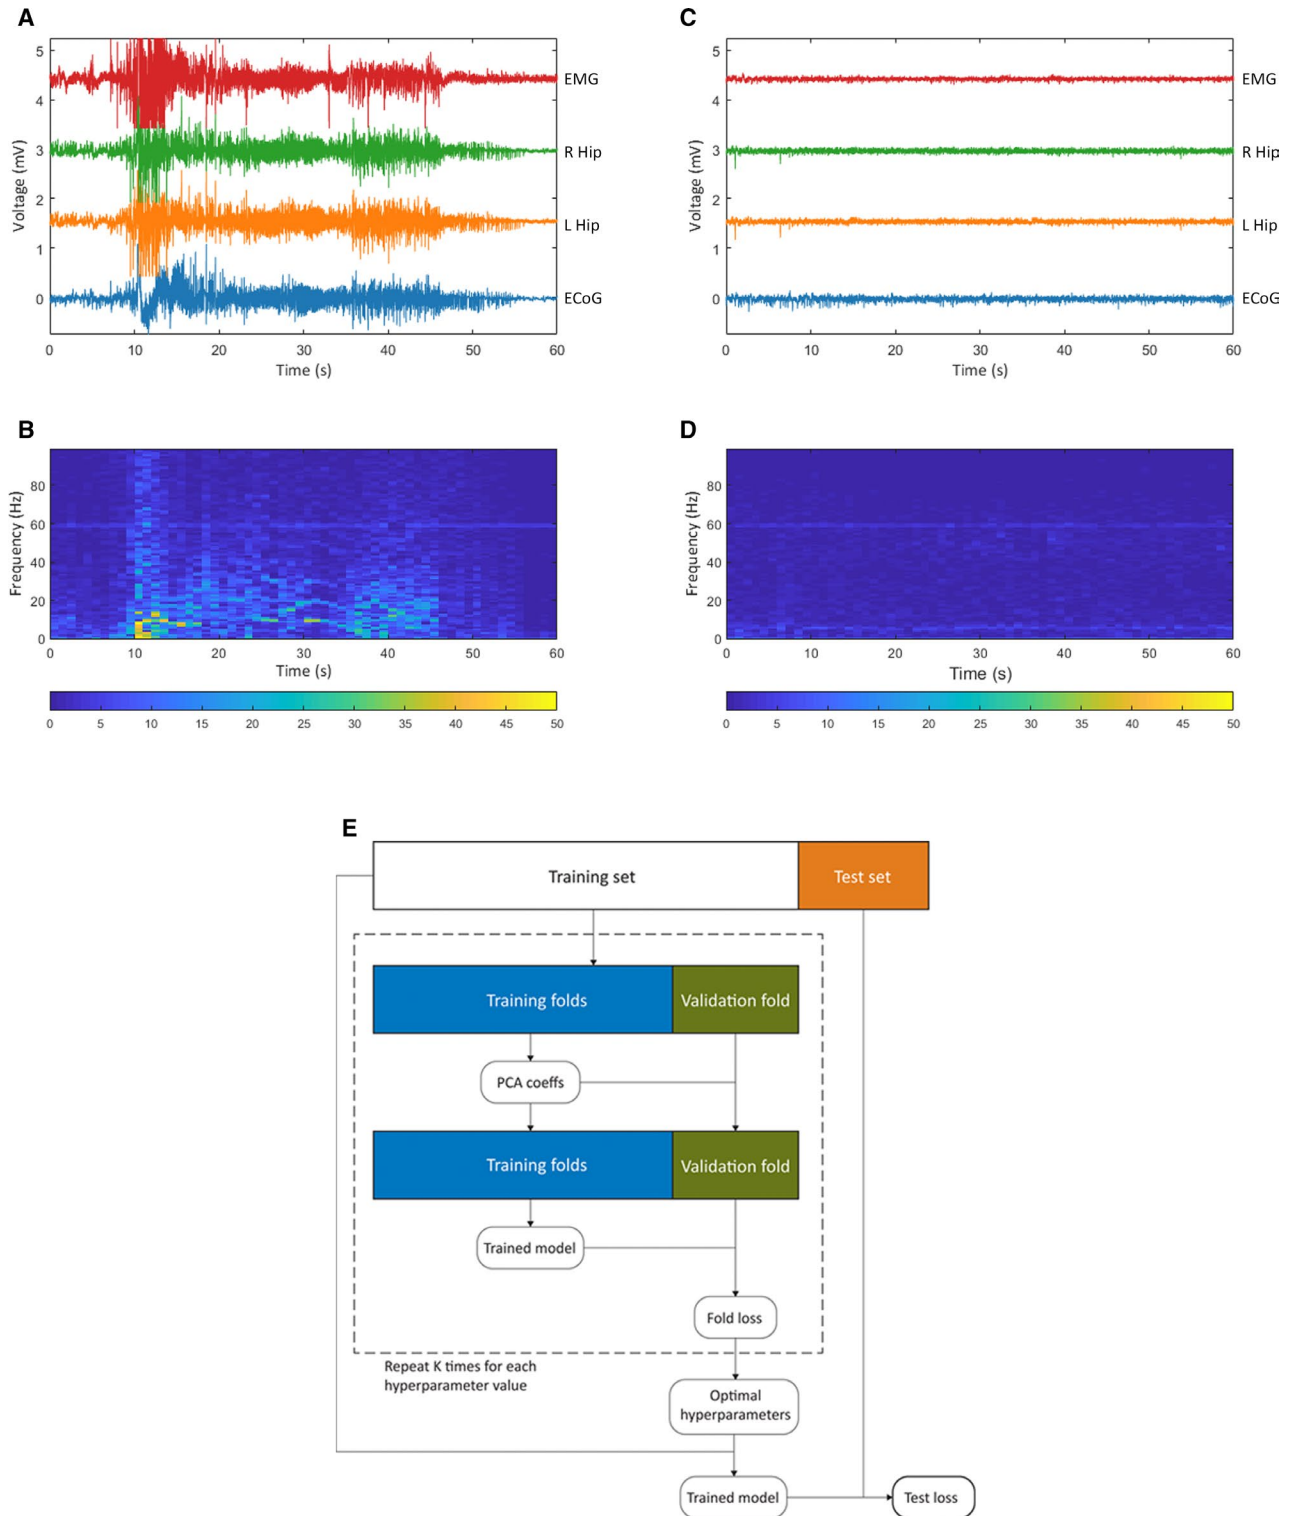 A
5
4
3
2
1
0
Voltage (mV)
EMG
R Hip
L Hip
ECoG
0 10 20 30 40 50 60
Time (s)
C
5
4
3
2
1
0
Voltage (mV)
EMG
R Hip
L Hip
ECoG
0 10 20 30 40 50 60
Time (s)
B
80
60
40
20
0
Frequency (Hz)
0 10 20 30 40 50 60
Time (s)
0 5 10 15 20 25 30 35 40 45 50
D
80
60
40
20
0
Frequency (Hz)
0 10 20 30 40 50 60
Time (s)
0 5 10 15 20 25 30 35 40 45 50
E
Training set
Test set
Training folds
Validation fold
PCA coeffs
Training folds
Validation fold
Trained model
Fold loss
Repeat K times for each
hyperparameter value
Optimal
hyperparameters
Trained model
Test loss